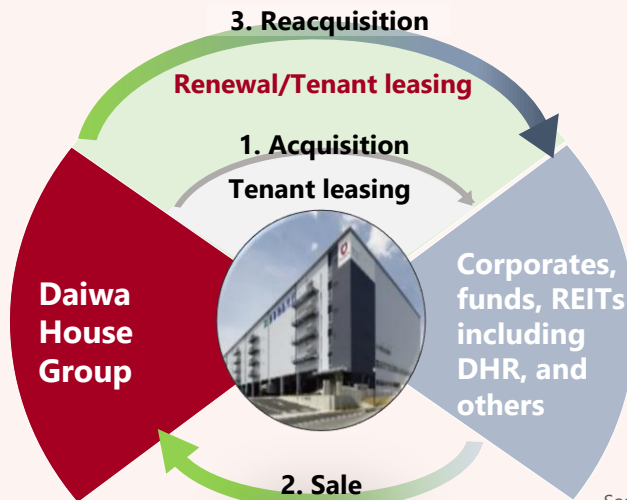 3. Reacquisition
Renewal/Tenant leasing
1. Acquisition
Tenant leasing
Daiwa
House
Group
Corporates,
funds, REITs
including
DHR, and
others
2. Sale